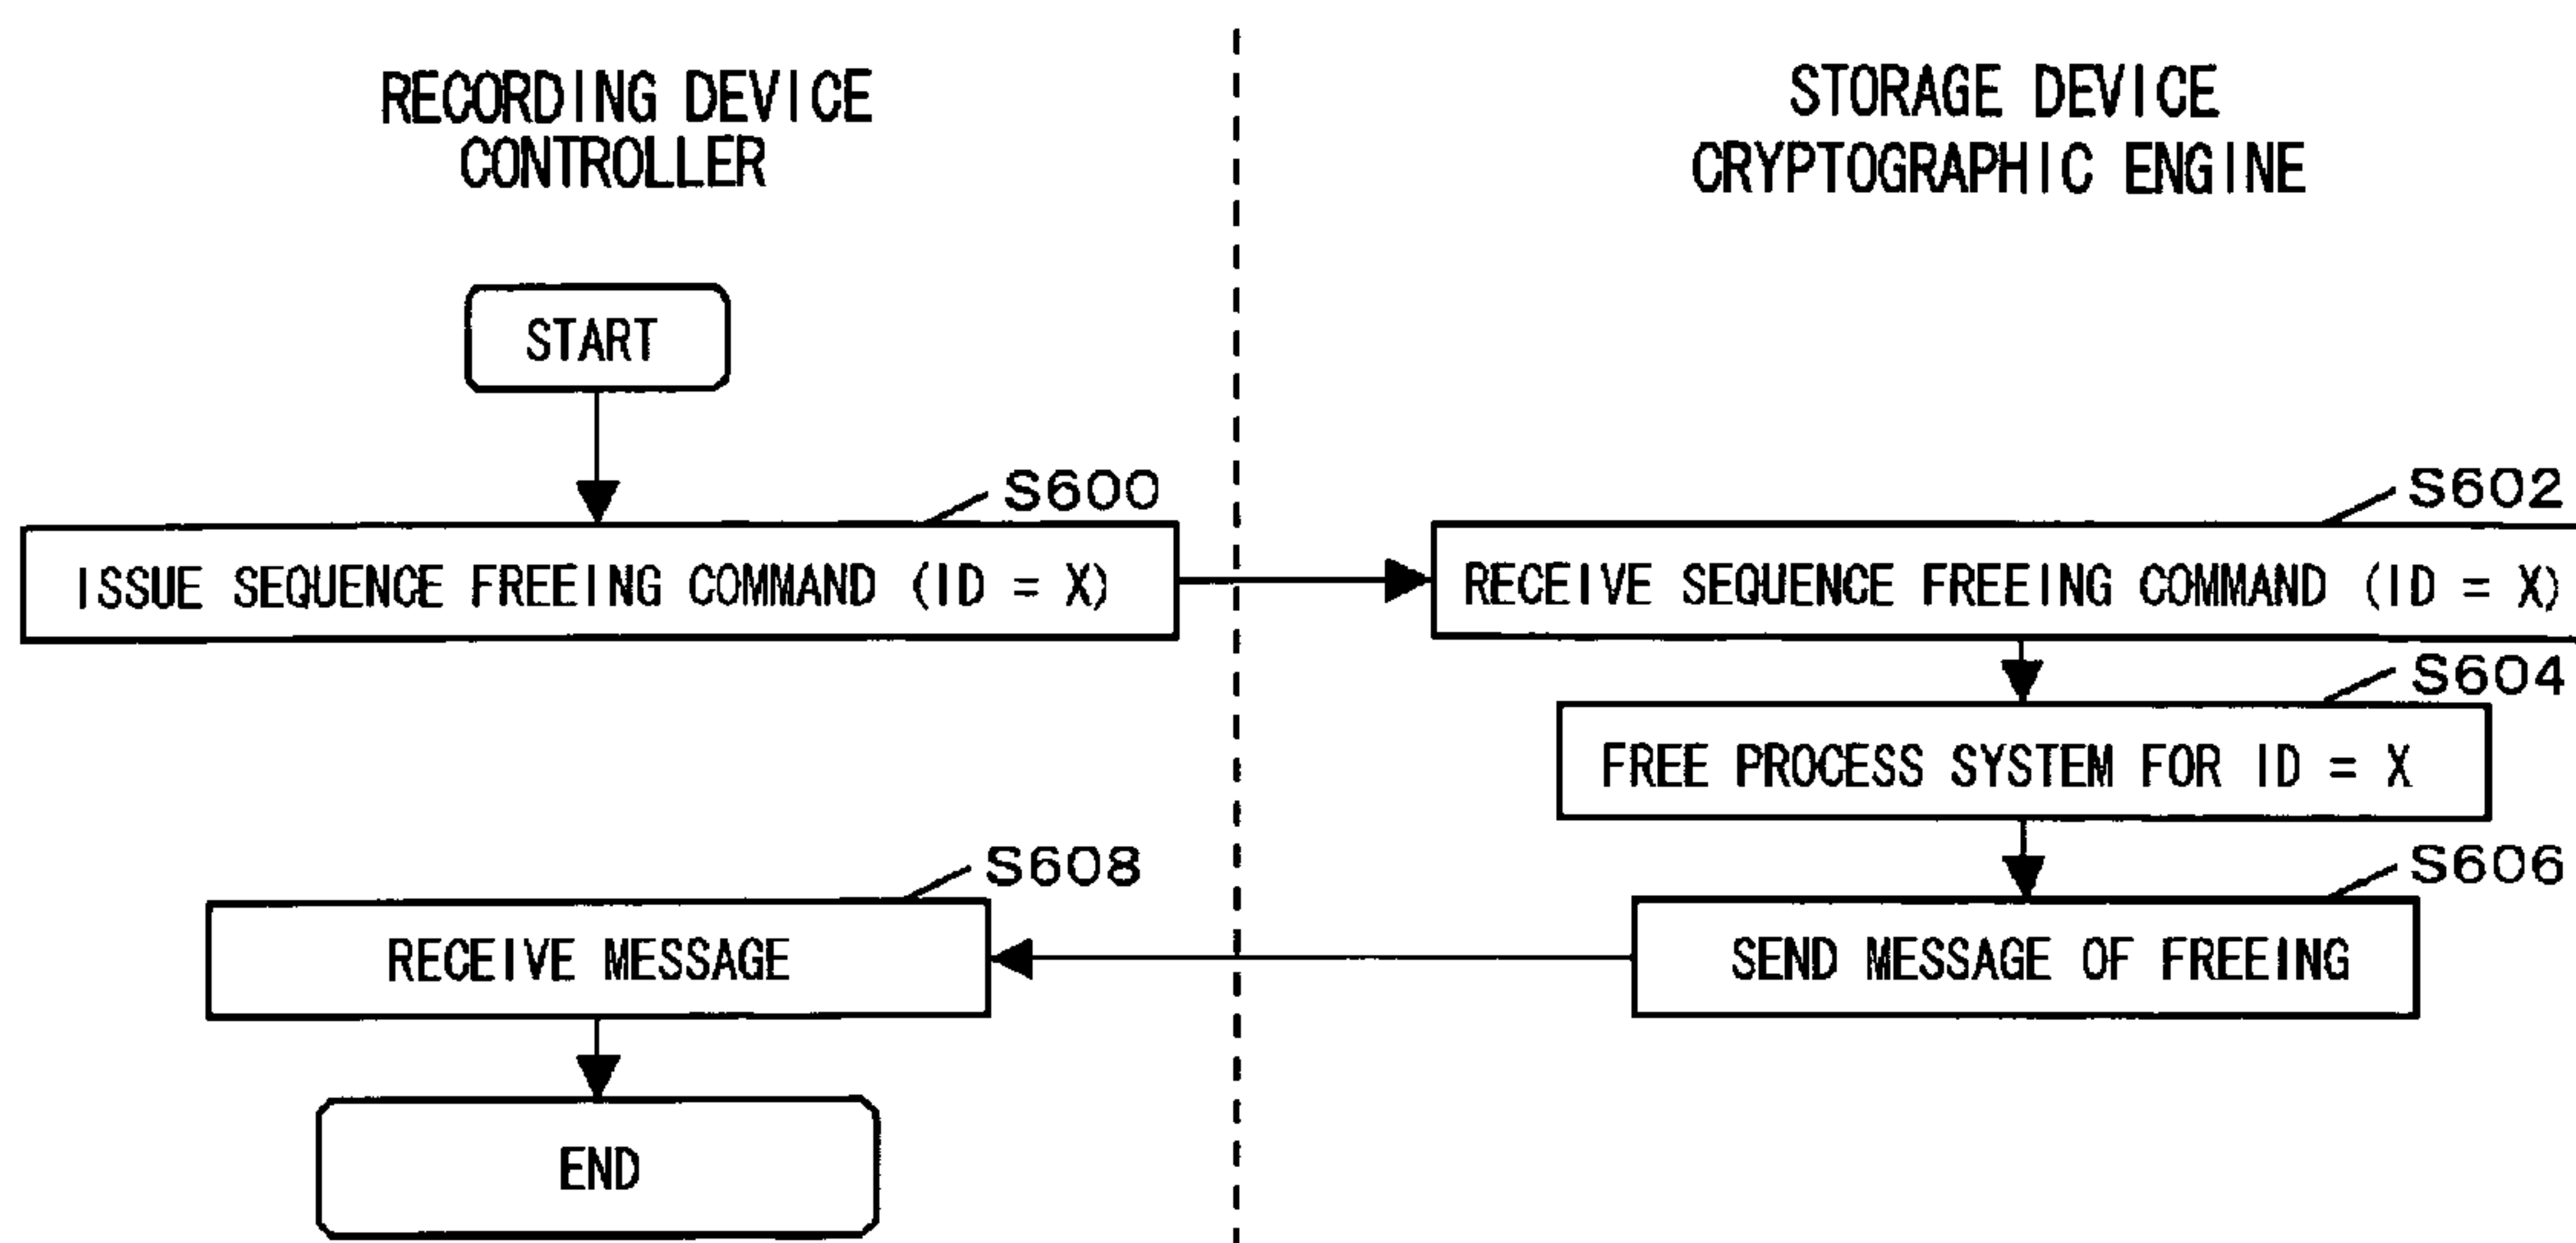 RECORDING DEVICE
CONTROLLER
STORAGE DEVICE
CRYPTOGRAPHIC ENGINE
START
S600
ISSUE SEQUENCE FREEING COMMAND (ID = X)
S602
RECEIVE SEQUENCE FREEING COMMAND (ID = X)
S604
FREE PROCESS SYSTEM FOR ID = X
S606
SEND MESSAGE OF FREEING
S608
RECEIVE MESSAGE
END